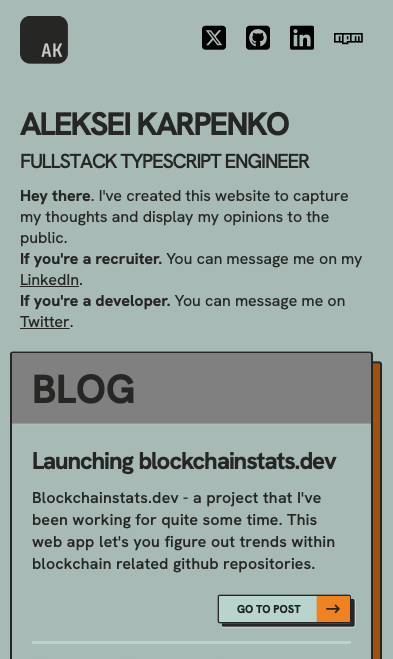 AK
npm
ALEKSEI KARPENKO
FULLSTACK TYPESCRIPT ENGINEER
Hey there. I've created this website to capture
my thoughts and display my opinions to the
public.
If you're a recruiter. You can message me on my
LinkedIn.
If you're a developer. You can message me on
Twitter.
BLOG
Launching blockchainstats.dev
Blockchainstats.dev - a project that I've
been working for quite some time. This
web app let's you figure out trends within
blockchain related github repositories.
GO TO POST